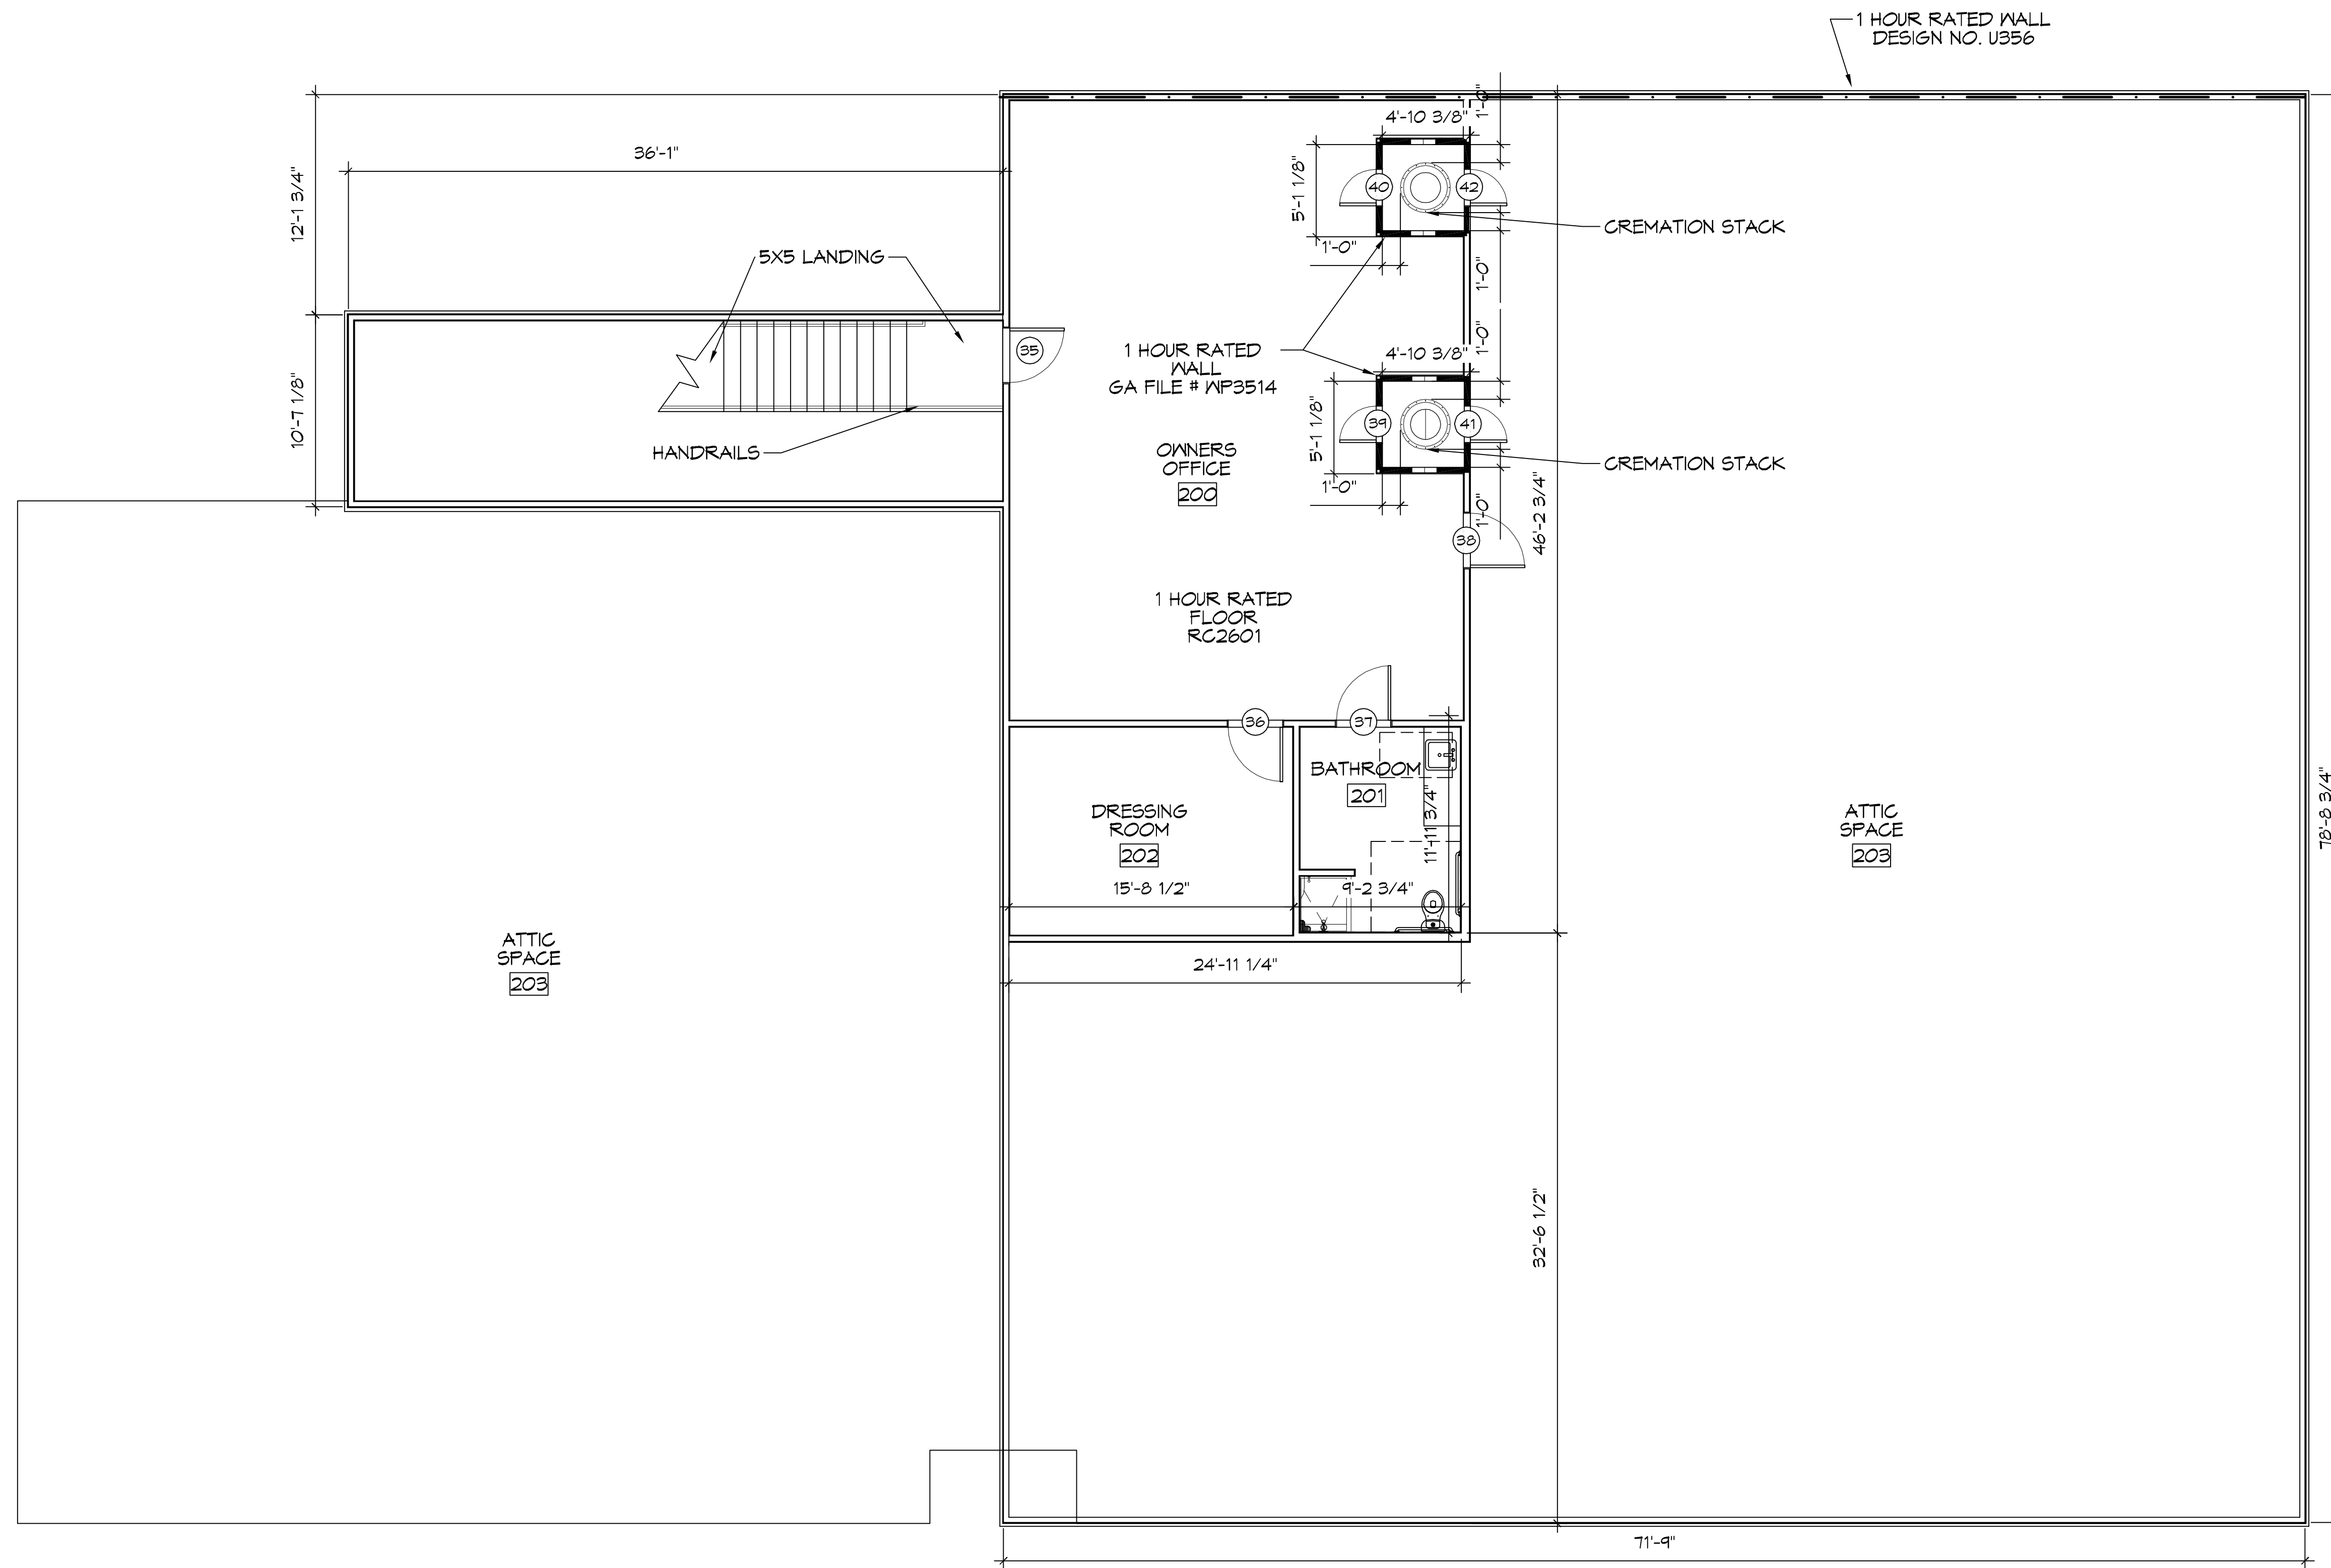 1 HOUR RATED WALL
DESIGN NO. U356
36'-1"
12'-1 3/4"
4'-10 3/8"
1'-0"
5'-1 1/8"
40
42
CREMATION STACK
1'-0"
1'-0"
5X5 LANDING
35
1 HOUR RATED
WALL
GA FILE # WP3514
1'-0"
4'-10 3/8"
10'-7 1/8"
5'-1 1/8"
39
41
HANDRAILS
CREMATION STACK
OWNERS
OFFICE
200
1'-0"
1'-0"
46'-2 3/4"
38
1 HOUR RATED
FLOOR
RC2601
36
37
BATHROOM
201
11'-11 3/4"
DRESSING
ROOM
202
15'-8 1/2"
9'-2 3/4"
ATTIC
SPACE
203
78'-8 3/4"
ATTIC
SPACE
203
24'-11 1/4"
32'-6 1/2"
71'-9"